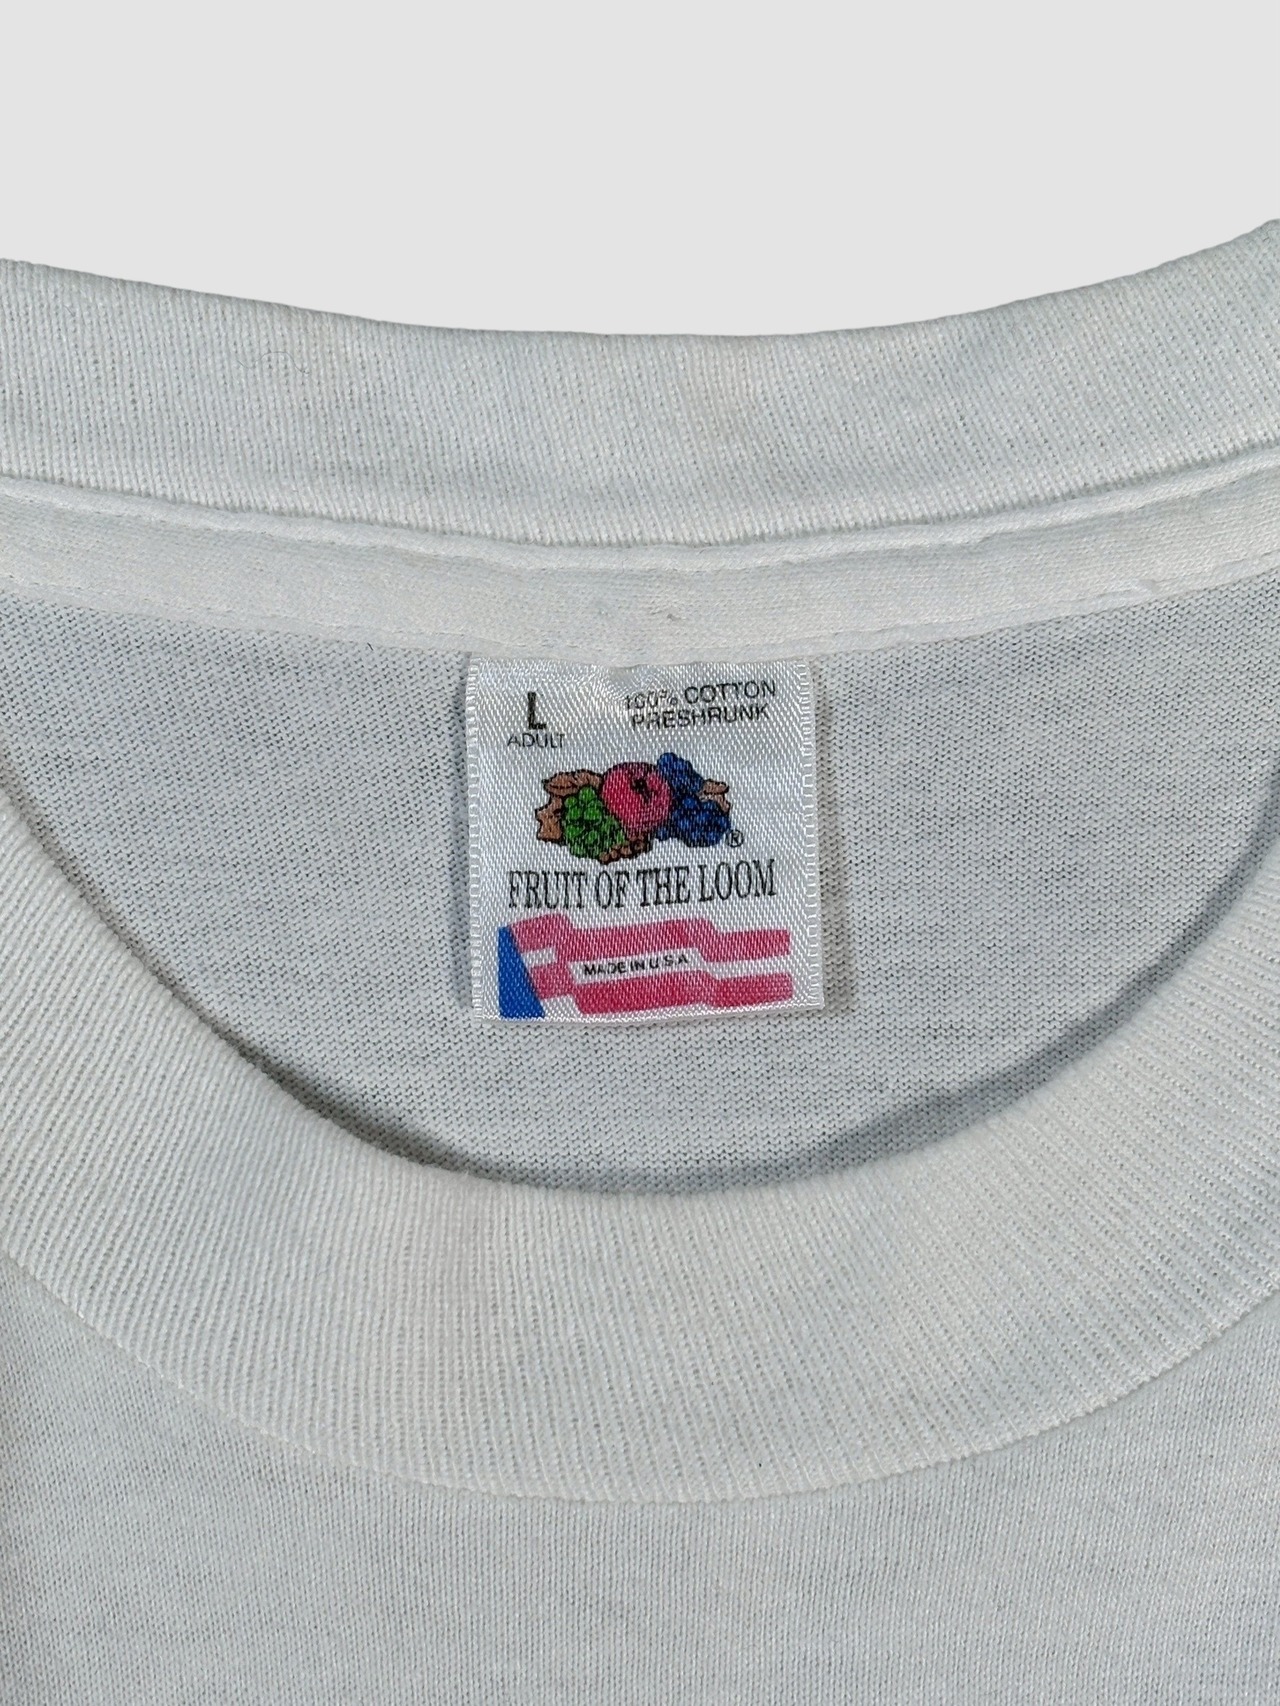 L
ADULT
100% COTTON
PRESHRUNK
®
FRUIT OF THE LOOM
MADE IN U S A